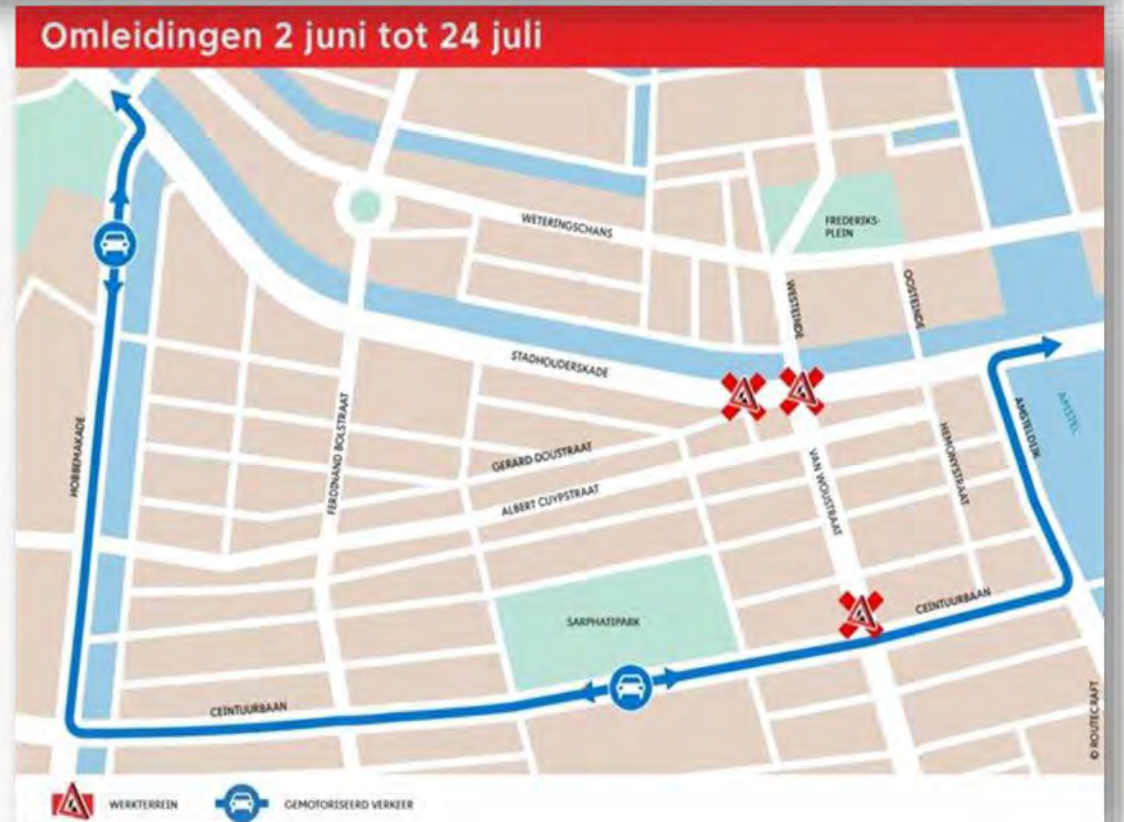 Omleidingen 2 juni tot 24 juli
WETERINGSCHANS
FREDERIKS-
PLEIN
WESTEINDE
OOSTEINDE
STADHOUDERSKADE
HOBBEMAKADE
FERDINAND BOLSTRAAT
GERARD DOUSTRAAT
ALBERT CUYPSTRAAT
VAN WOUSTRAAT
HEMONYSTRAAT
AMSTELDIJK
AMSTEL
SARPHATIPARK
CEINTUURBAAN
CEINTUURBAAN
© ROUTECRAFT
WERKTERREIN
GEMOTORISEERD VERKEER